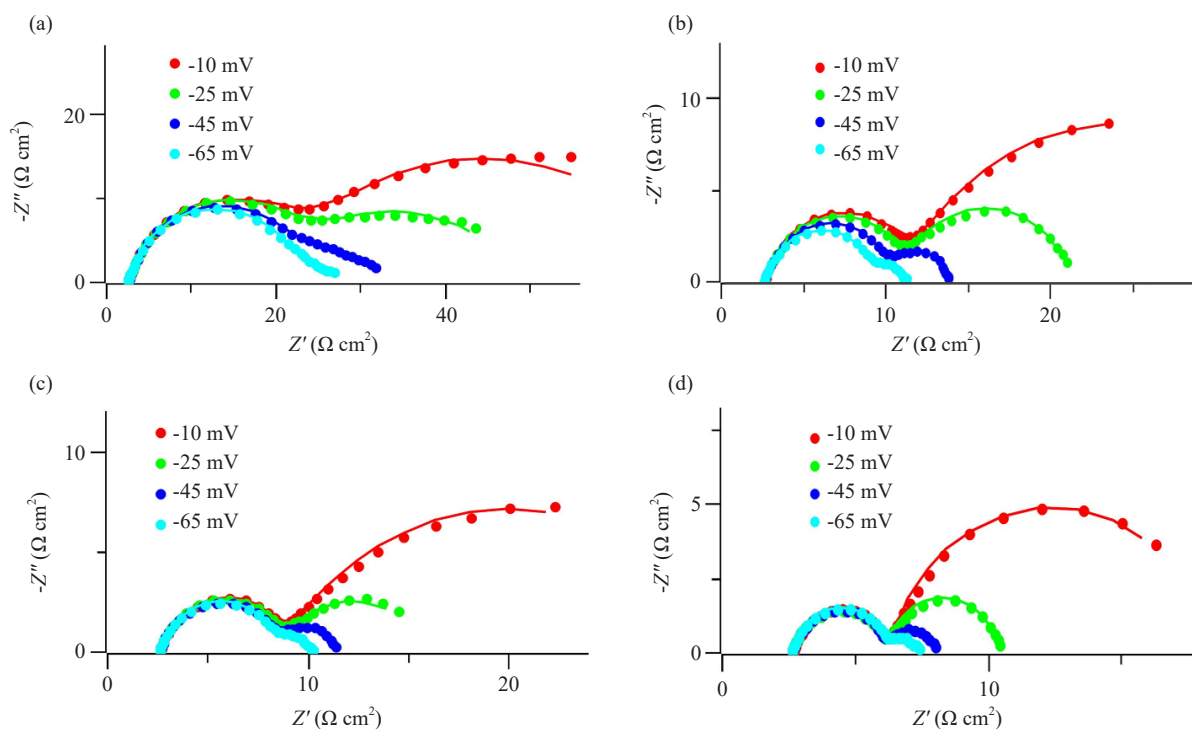 (a)
-10 mV
-25 mV
-45 mV
-65 mV
20
10
0
0
20
40
-Z″ (Ω cm²)
Z′ (Ω cm²)
(b)
-10 mV
-25 mV
-45 mV
-65 mV
10
5
0
0
10
20
-Z″ (Ω cm²)
Z′ (Ω cm²)
(c)
-10 mV
-25 mV
-45 mV
-65 mV
10
0
10
20
-Z″ (Ω cm²)
Z′ (Ω cm²)
(d)
-10 mV
-25 mV
-45 mV
-65 mV
5
0
0
10
-Z″ (Ω cm²)
Z′ (Ω cm²)